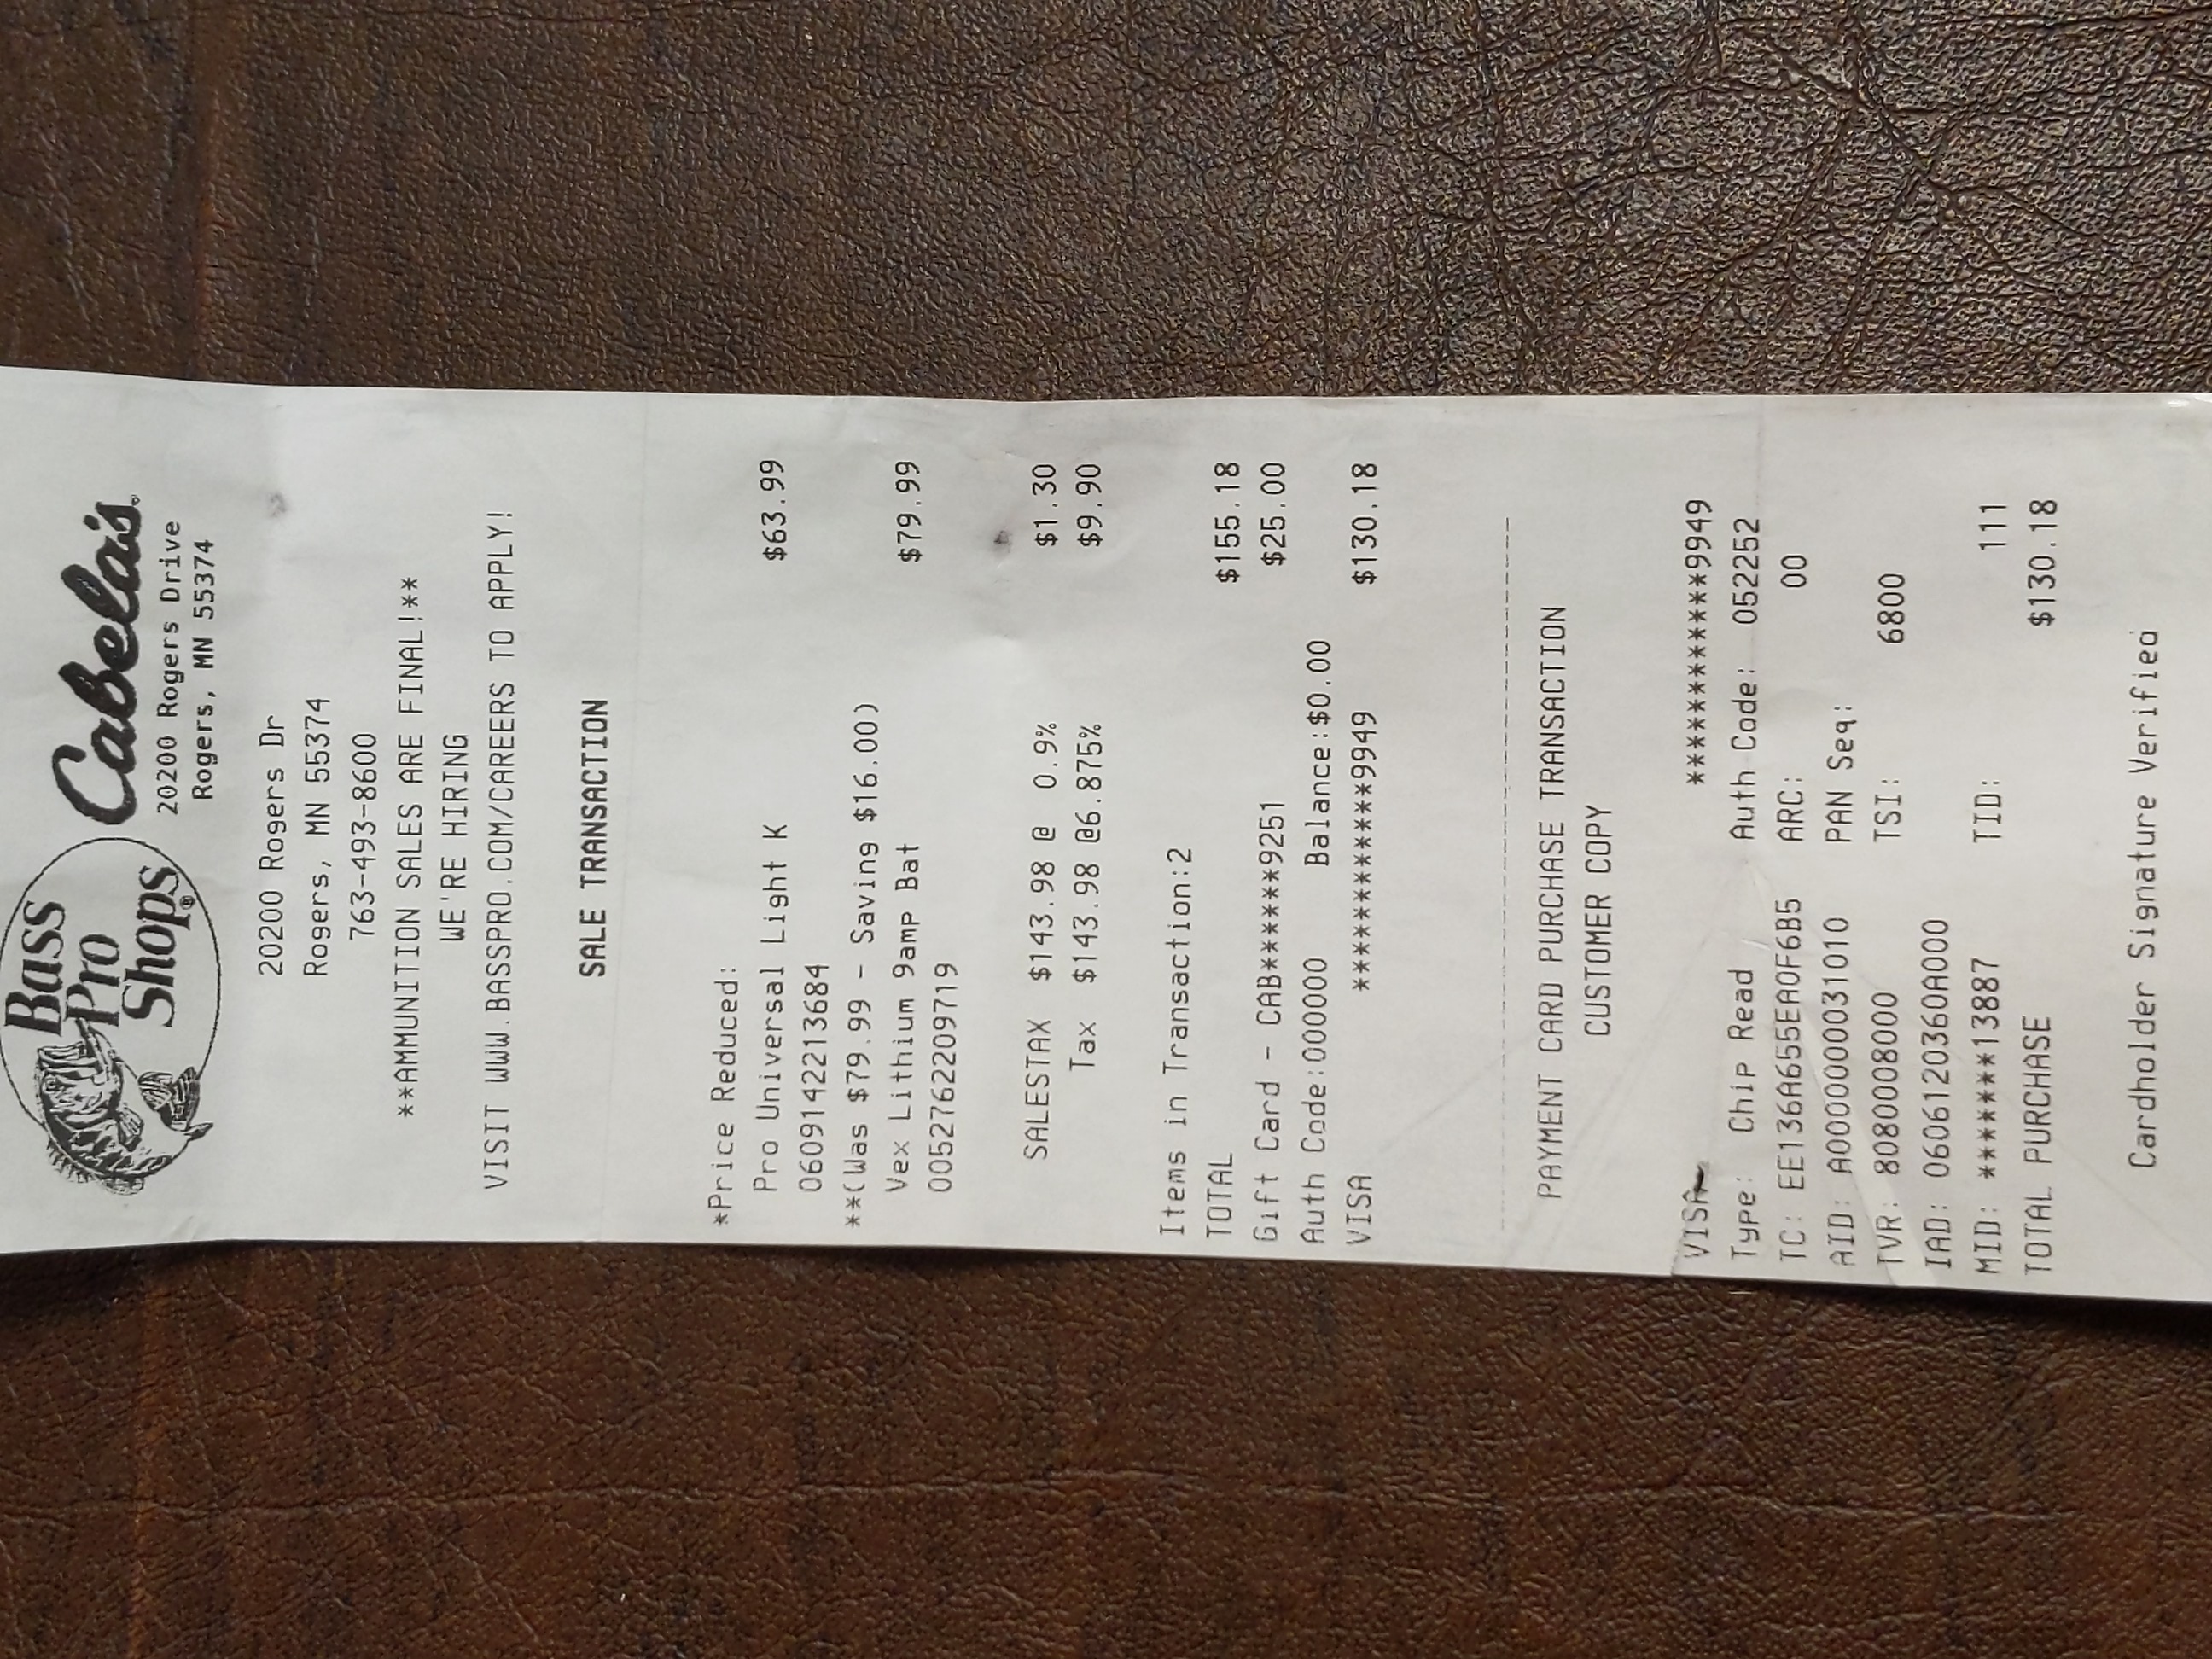 Bass
Pro
Shops®
Cabela's®
20200 Rogers Drive
Rogers, MN 55374
20200 Rogers Dr
Rogers, MN 55374
763-493-8600
**AMMUNITION SALES ARE FINAL!**
WE'RE HIRING
VISIT WWW.BASSPRO.COM/CAREERS TO APPLY!
SALE TRANSACTION
*Price Reduced:
Pro Universal Light K $63.99
060914221368​4
**(Was $79.99 - Saving $16.00)
Vex Lithium 9amp Bat $79.99
0052762209719
SALESTAX $143.98 @ 0.9% $1.30
Tax $143.98 @6.875% $9.90
Items in Transaction:2
TOTAL $155.18
Gift Card - CAB*******9251 $25.00
Auth Code:000000 Balance:$0.00
VISA ************9949 $130.18
PAYMENT CARD PURCHASE TRANSACTION
CUSTOMER COPY
VISA ************9949
Type: Chip Read Auth Code: 052252
TC: EE136A655EA0F6B5 ARC: 00
AID: A0000000031010 PAN Seq:
TVR: 8080008000 TSI: 6800
IAD: 06061203​60A000
MID: *******13887 TID: 111
TOTAL PURCHASE $130.18
Cardholder Signature Verified